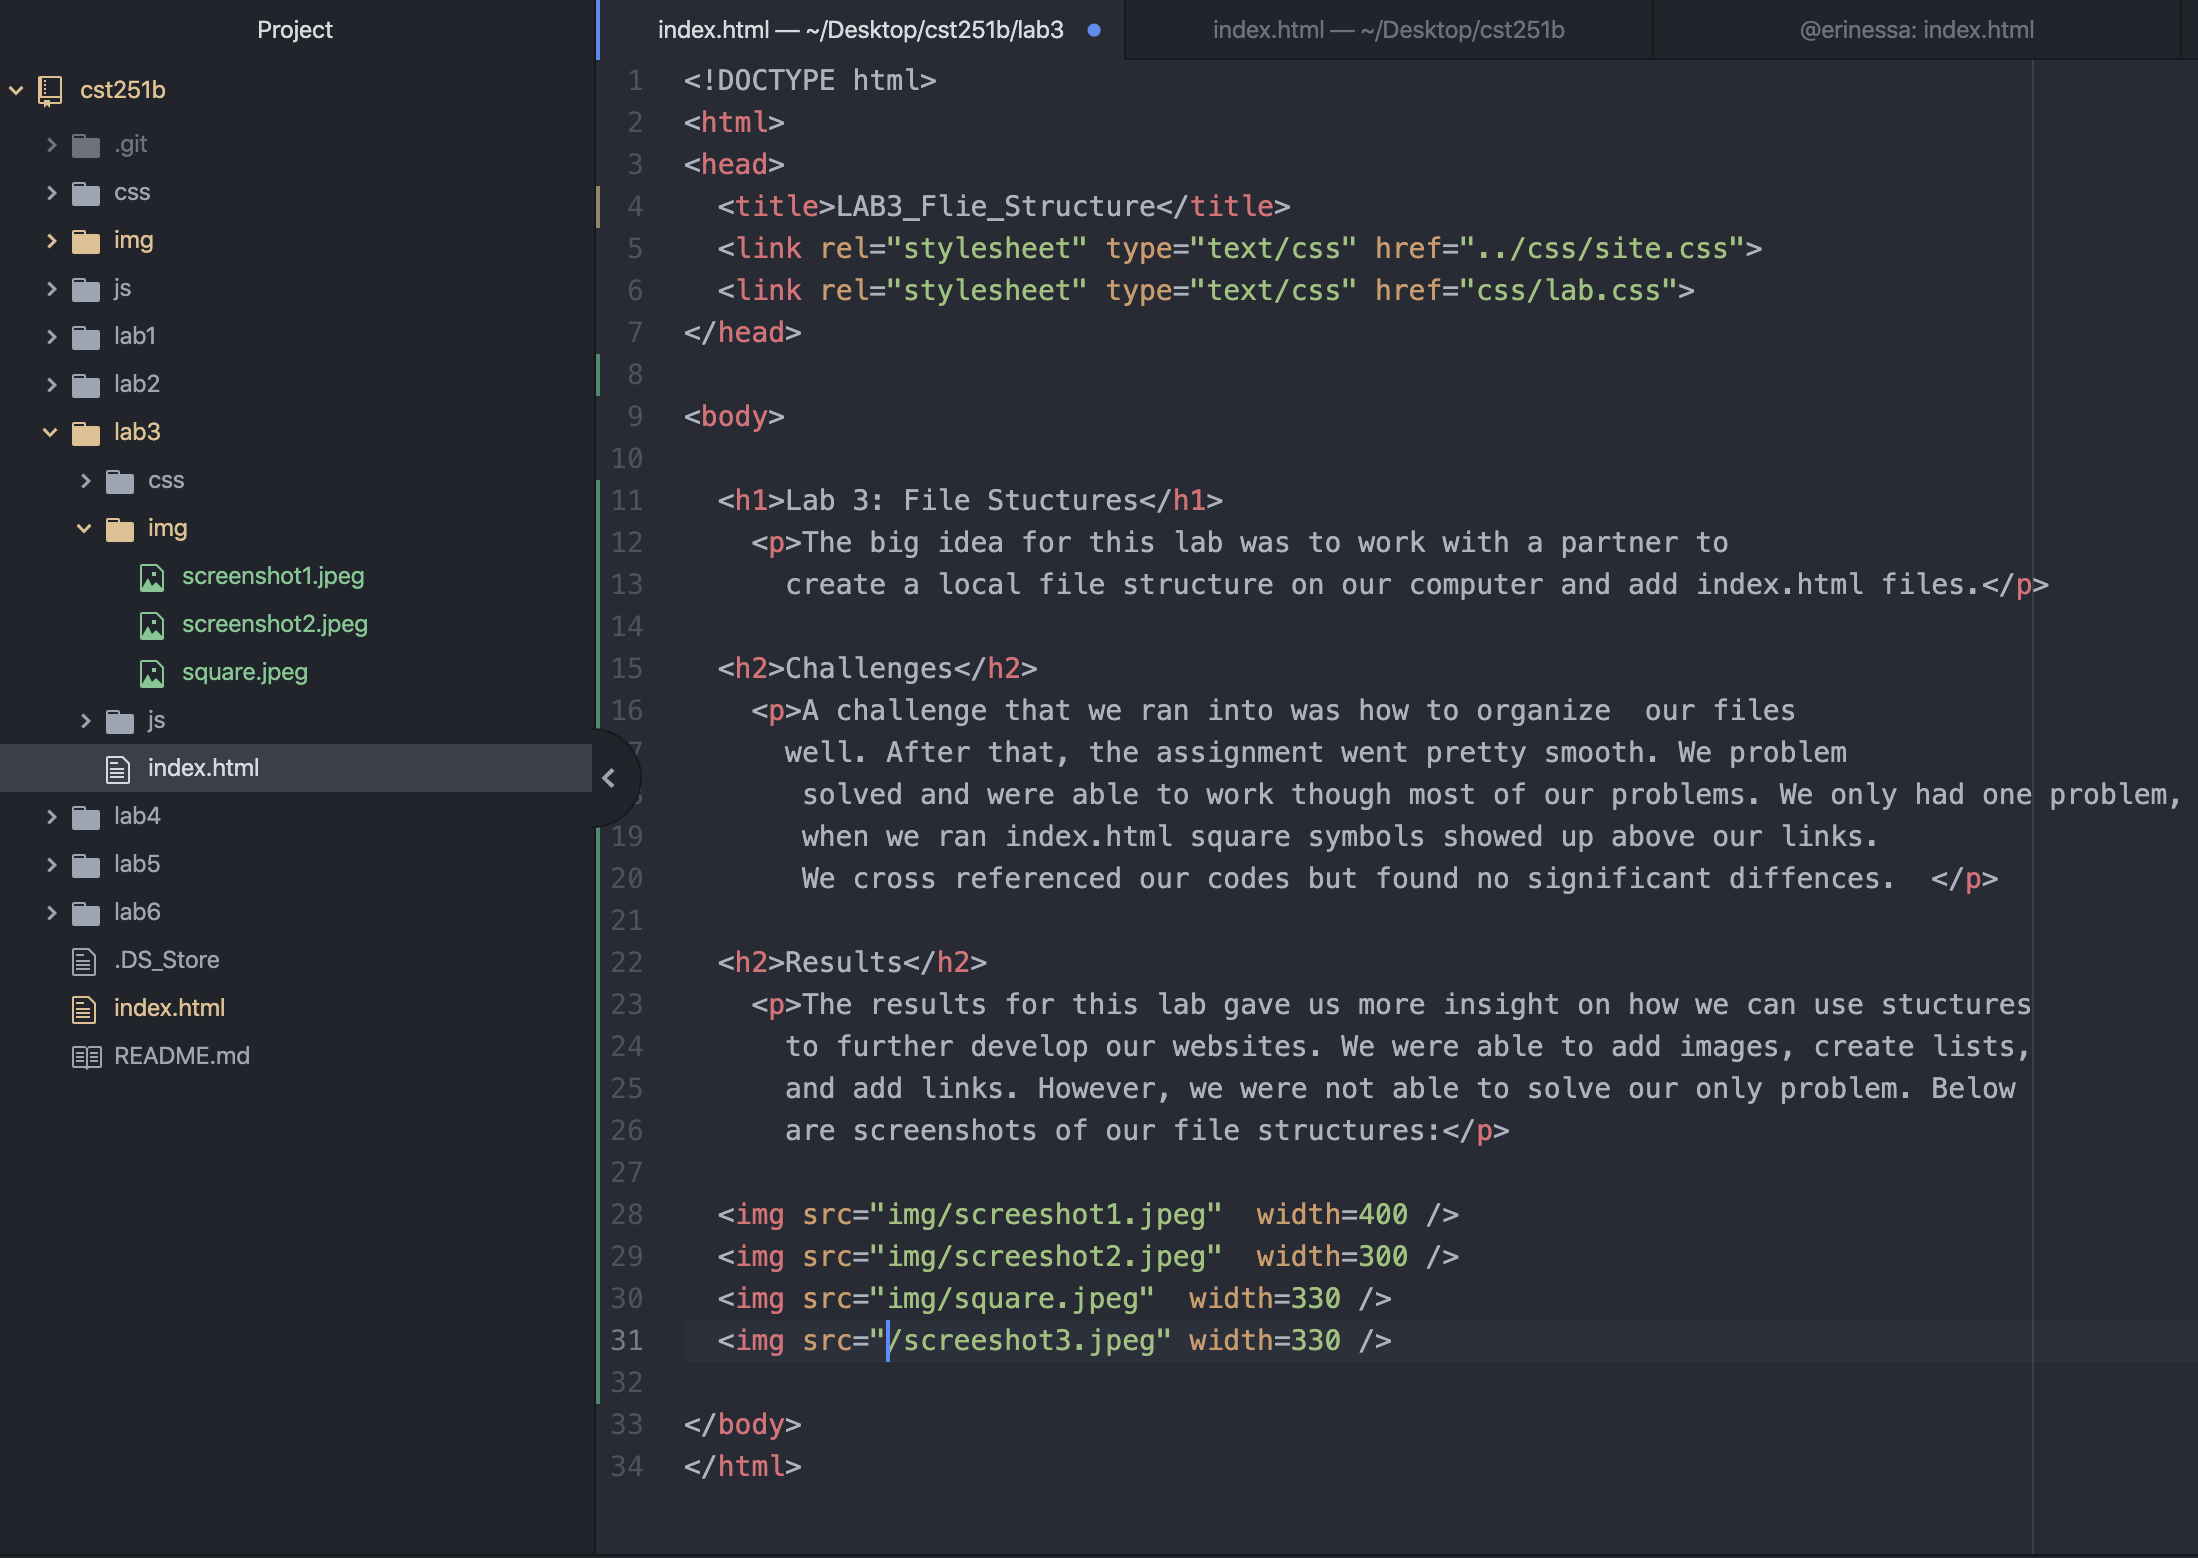 Project
cst251b
.git
css
img
js
lab1
lab2
lab3
css
img
screenshot1.jpeg
screenshot2.jpeg
square.jpeg
js
index.html
lab4
lab5
lab6
.DS_Store
index.html
README.md
index.html — ~/Desktop/cst251b/lab3
index.html — ~/Desktop/cst251b
@erinessa: index.html
1 <!DOCTYPE html>
2 <html>
3 <head>
4 <title>LAB3_Flie_Structure</title>
5 <link rel="stylesheet" type="text/css" href="../css/site.css">
6 <link rel="stylesheet" type="text/css" href="css/lab.css">
7 </head>
8
9 <body>
10
11 <h1>Lab 3: File Stuctures</h1>
12 <p>The big idea for this lab was to work with a partner to
13 create a local file structure on our computer and add index.html files.</p>
14
15 <h2>Challenges</h2>
16 <p>A challenge that we ran into was how to organize  our files
7 well. After that, the assignment went pretty smooth. We problem
solved and were able to work though most of our problems. We only had one problem,
19 when we ran index.html square symbols showed up above our links.
20 We cross referenced our codes but found no significant diffences.  </p>
21
22 <h2>Results</h2>
23 <p>The results for this lab gave us more insight on how we can use stuctures
24 to further develop our websites. We were able to add images, create lists,
25 and add links. However, we were not able to solve our only problem. Below
26 are screenshots of our file structures:</p>
27
28 <img src="img/screeshot1.jpeg"  width=400 />
29 <img src="img/screeshot2.jpeg"  width=300 />
30 <img src="img/square.jpeg"  width=330 />
31 <img src="/screeshot3.jpeg" width=330 />
32
33 </body>
34 </html>